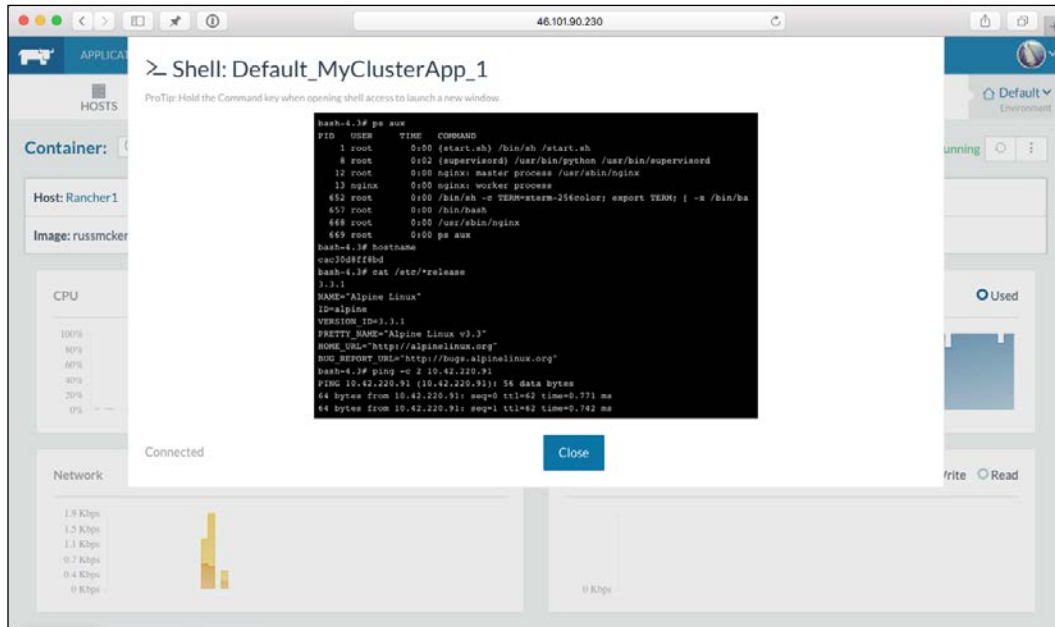 46.101.90.230
APPLICAT
HOSTS
Default
Environment
>_ Shell: Default_MyClusterApp_1
ProTip: Hold the Command key when opening shell access to launch a new window.
Container:
unning
Host: Rancher1
Image: russmcker
bash-4.3# ps aux
PID USER TIME COMMAND
1 root 0:00 {start.sh} /bin/sh /start.sh
8 root 0:02 {supervisord} /usr/bin/python /usr/bin/supervisord
12 root 0:00 nginx: master process /usr/sbin/nginx
13 nginx 0:00 nginx: worker process
652 root 0:00 /bin/sh -c TERM=xterm-256color; export TERM; [ -x /bin/ba
657 root 0:00 /bin/bash
668 root 0:00 /usr/sbin/nginx
669 root 0:00 ps aux
bash-4.3# hostname
cac30d8ff8bd
bash-4.3# cat /etc/*release
3.3.1
NAME="Alpine Linux"
ID=alpine
VERSION_ID=3.3.1
PRETTY_NAME="Alpine Linux v3.3"
HOME_URL="http://alpinelinux.org"
BUG_REPORT_URL="http://bugs.alpinelinux.org"
bash-4.3# ping -c 2 10.42.220.91
PING 10.42.220.91 (10.42.220.91): 56 data bytes
64 bytes from 10.42.220.91: seq=0 ttl=62 time=0.771 ms
64 bytes from 10.42.220.91: seq=1 ttl=62 time=0.742 ms
CPU
Used
100%
80%
60%
40%
20%
0%
Connected
Close
Network
Write
Read
1.9 Kbps
1.5 Kbps
1.1 Kbps
0.7 Kbps
0.4 Kbps
0 Kbps
0 Kbps